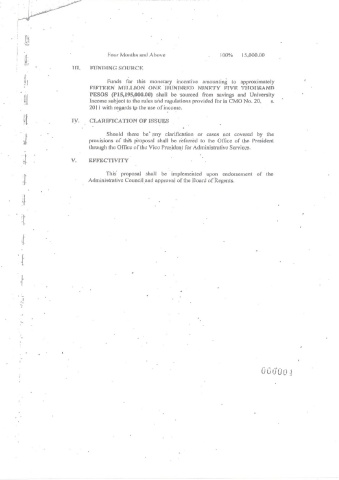 Four Months and Above 100% 15,000.00
III. FUNDING SOURCE
Funds for this monetary incentive amounting to approximately
FIFTEEN MILLION ONE HUNDRED NINETY FIVE THOUSAND
PESOS (P15,195,000.00) shall be sourced from savings and University
Income subject to the rules and regulations provided for in CMO No. 20, s.
2011 with regards to the use of income.
IV. CLARIFICATION OF ISSUES
Should there be any clarification or cases not covered by the
provisions of this proposal shall be referred to the Office of the President
through the Office of the Vice President for Administrative Services.
V. EFFECTIVITY
This proposal shall be implemented upon endorsement of the
Administrative Council and approval of the Board of Regents.
000001